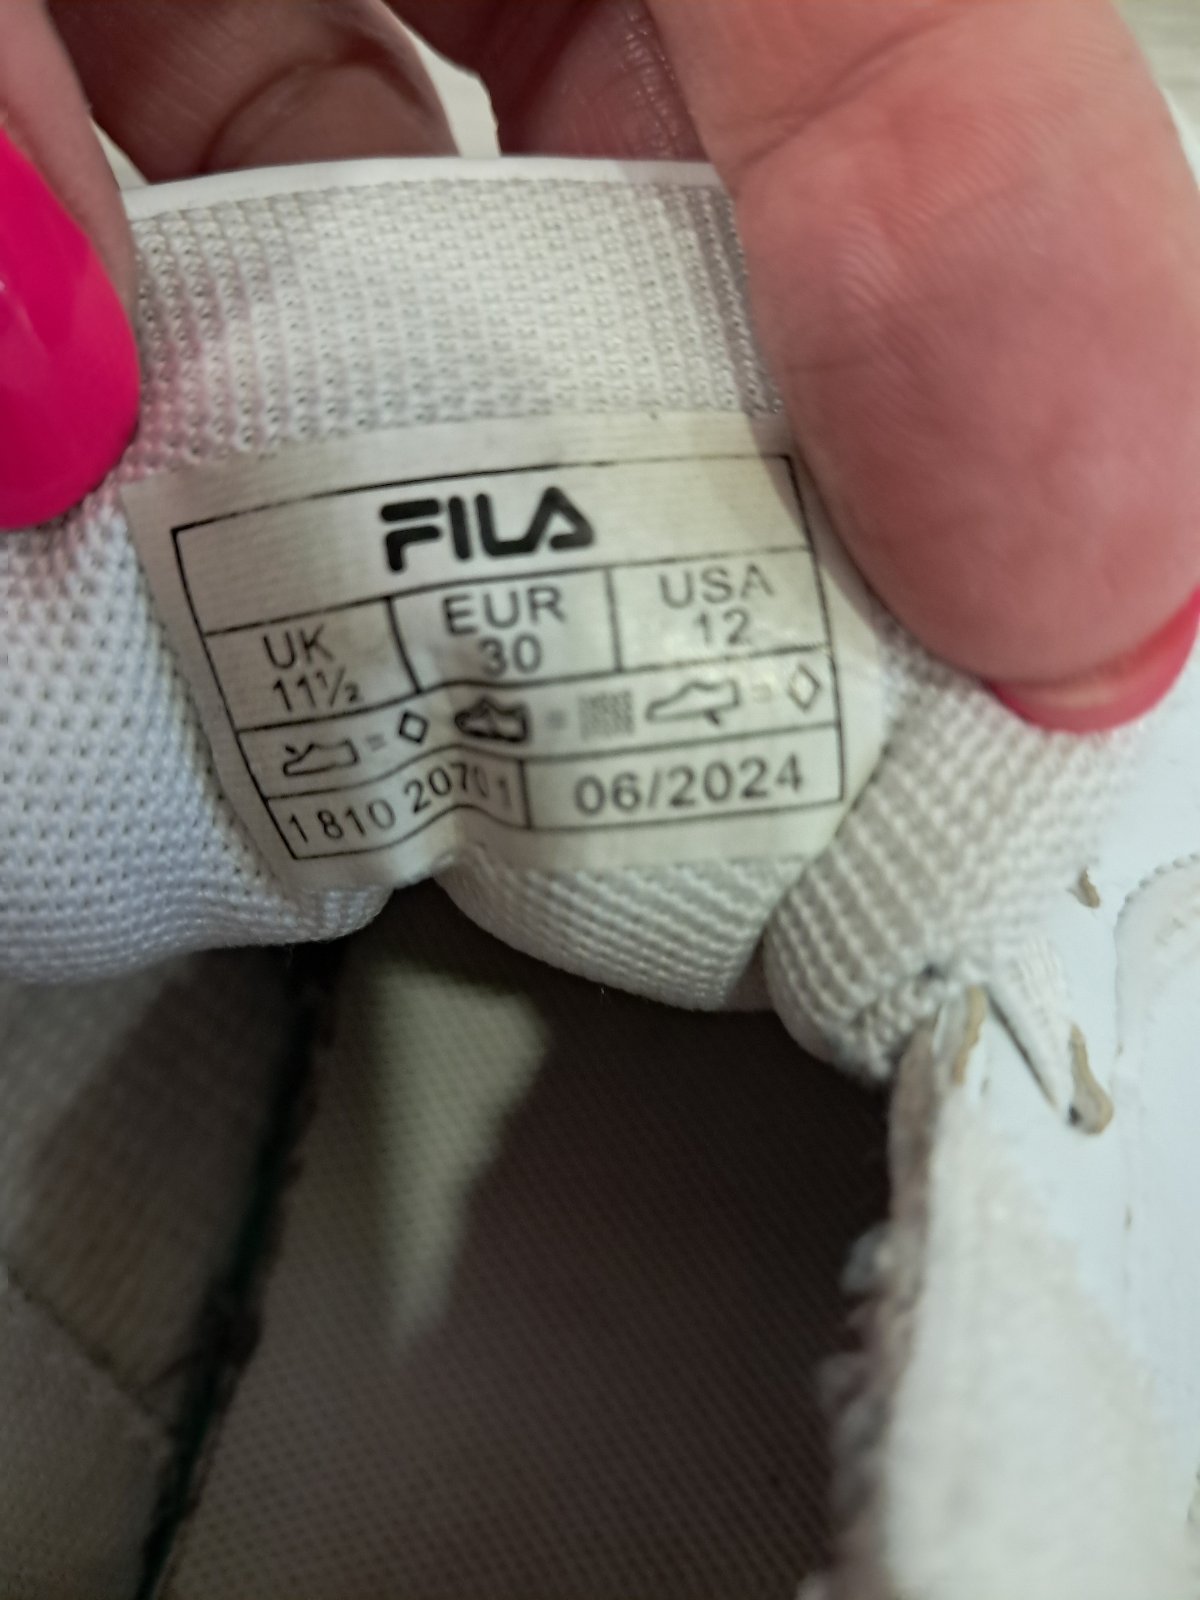 FILA
UK EUR USA
11½ 30 12
= =  =
1810 20701 06/2024